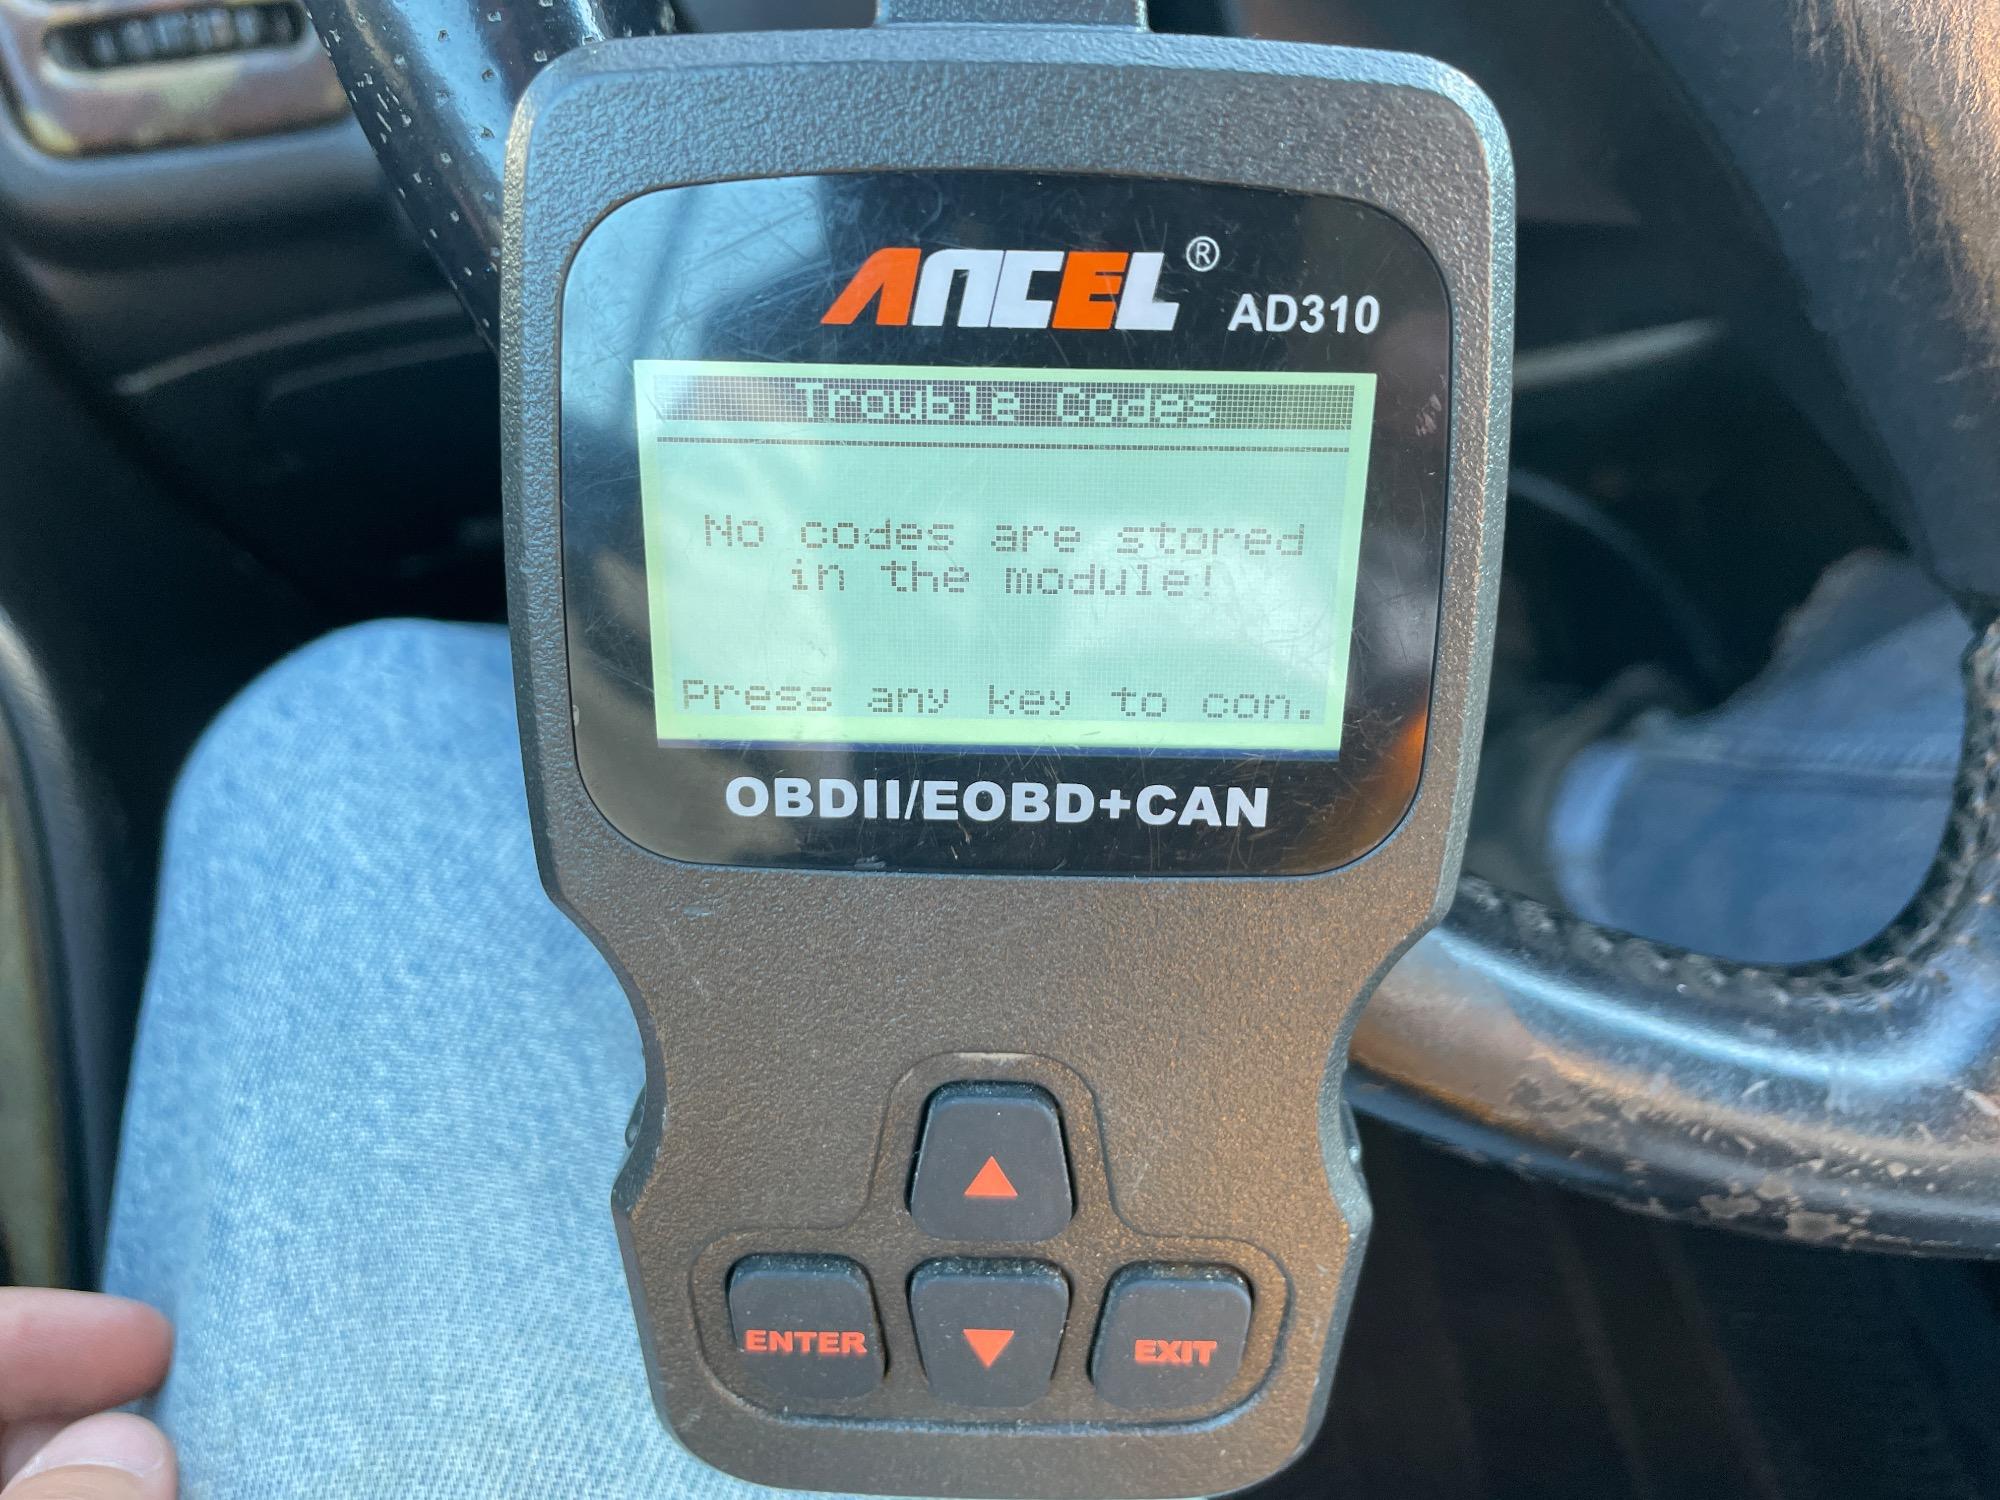 ANCEL® AD310
Trouble Codes
No codes are stored
in the module!
Press any key to con.
OBDII/EOBD+CAN
ENTER
EXIT